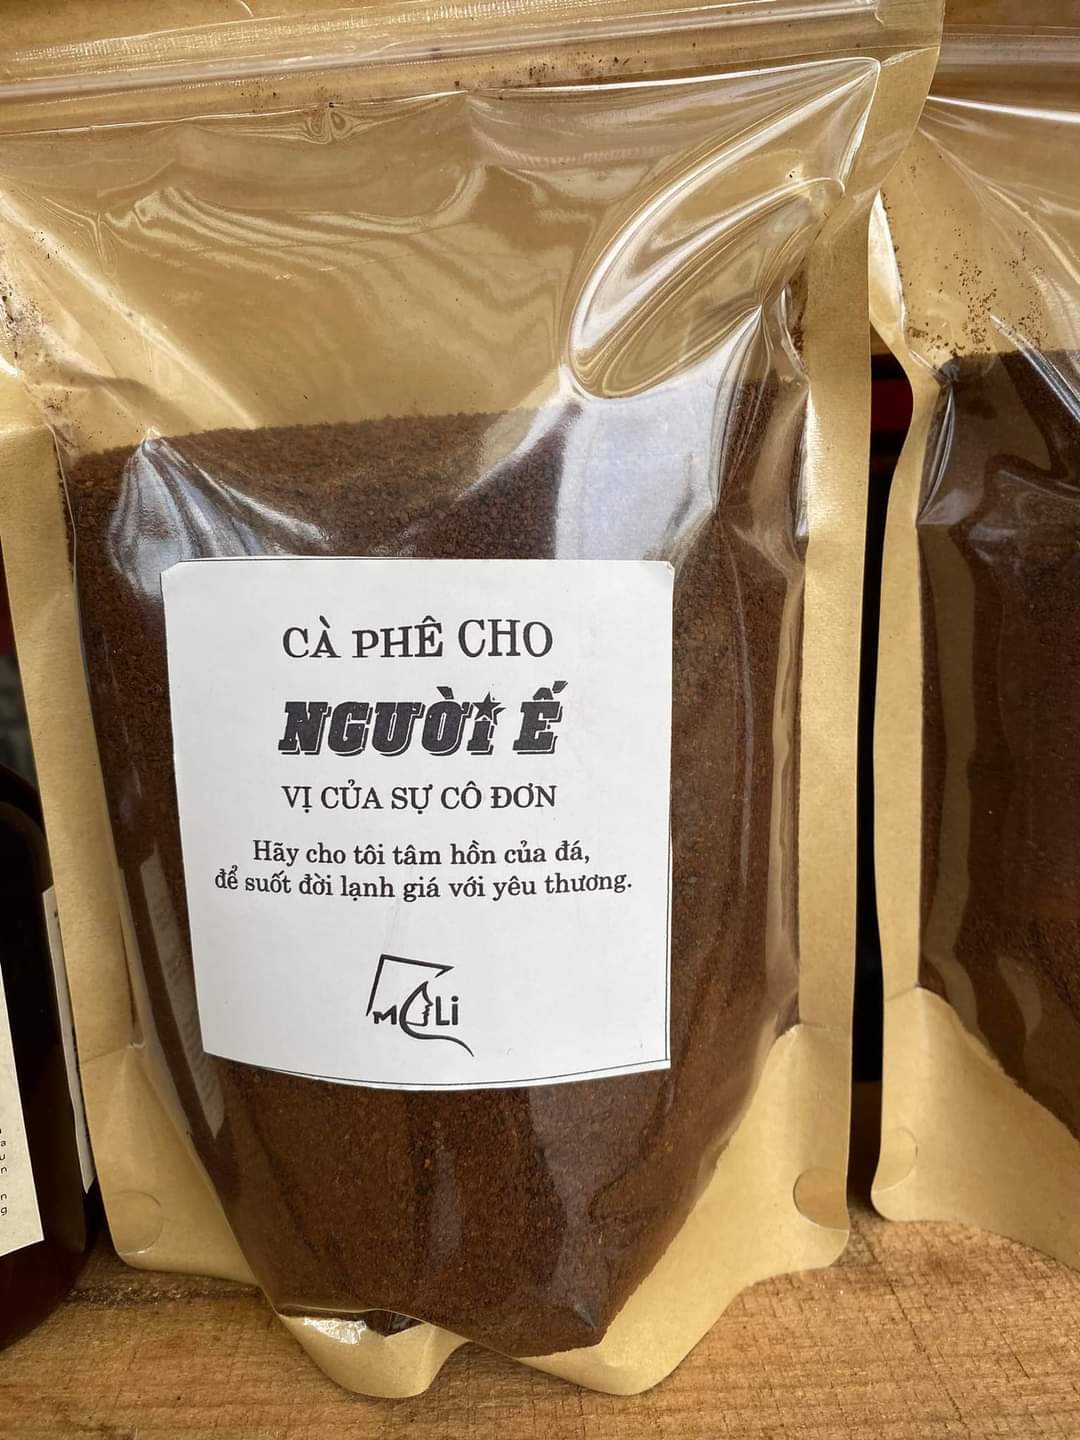 CÀ PHÊ CHO
NGƯỜI Ế
VỊ CỦA SỰ CÔ ĐƠN
Hãy cho tôi tâm hồn của đá,
để suốt đời lạnh giá với yêu thương.
MÊLi